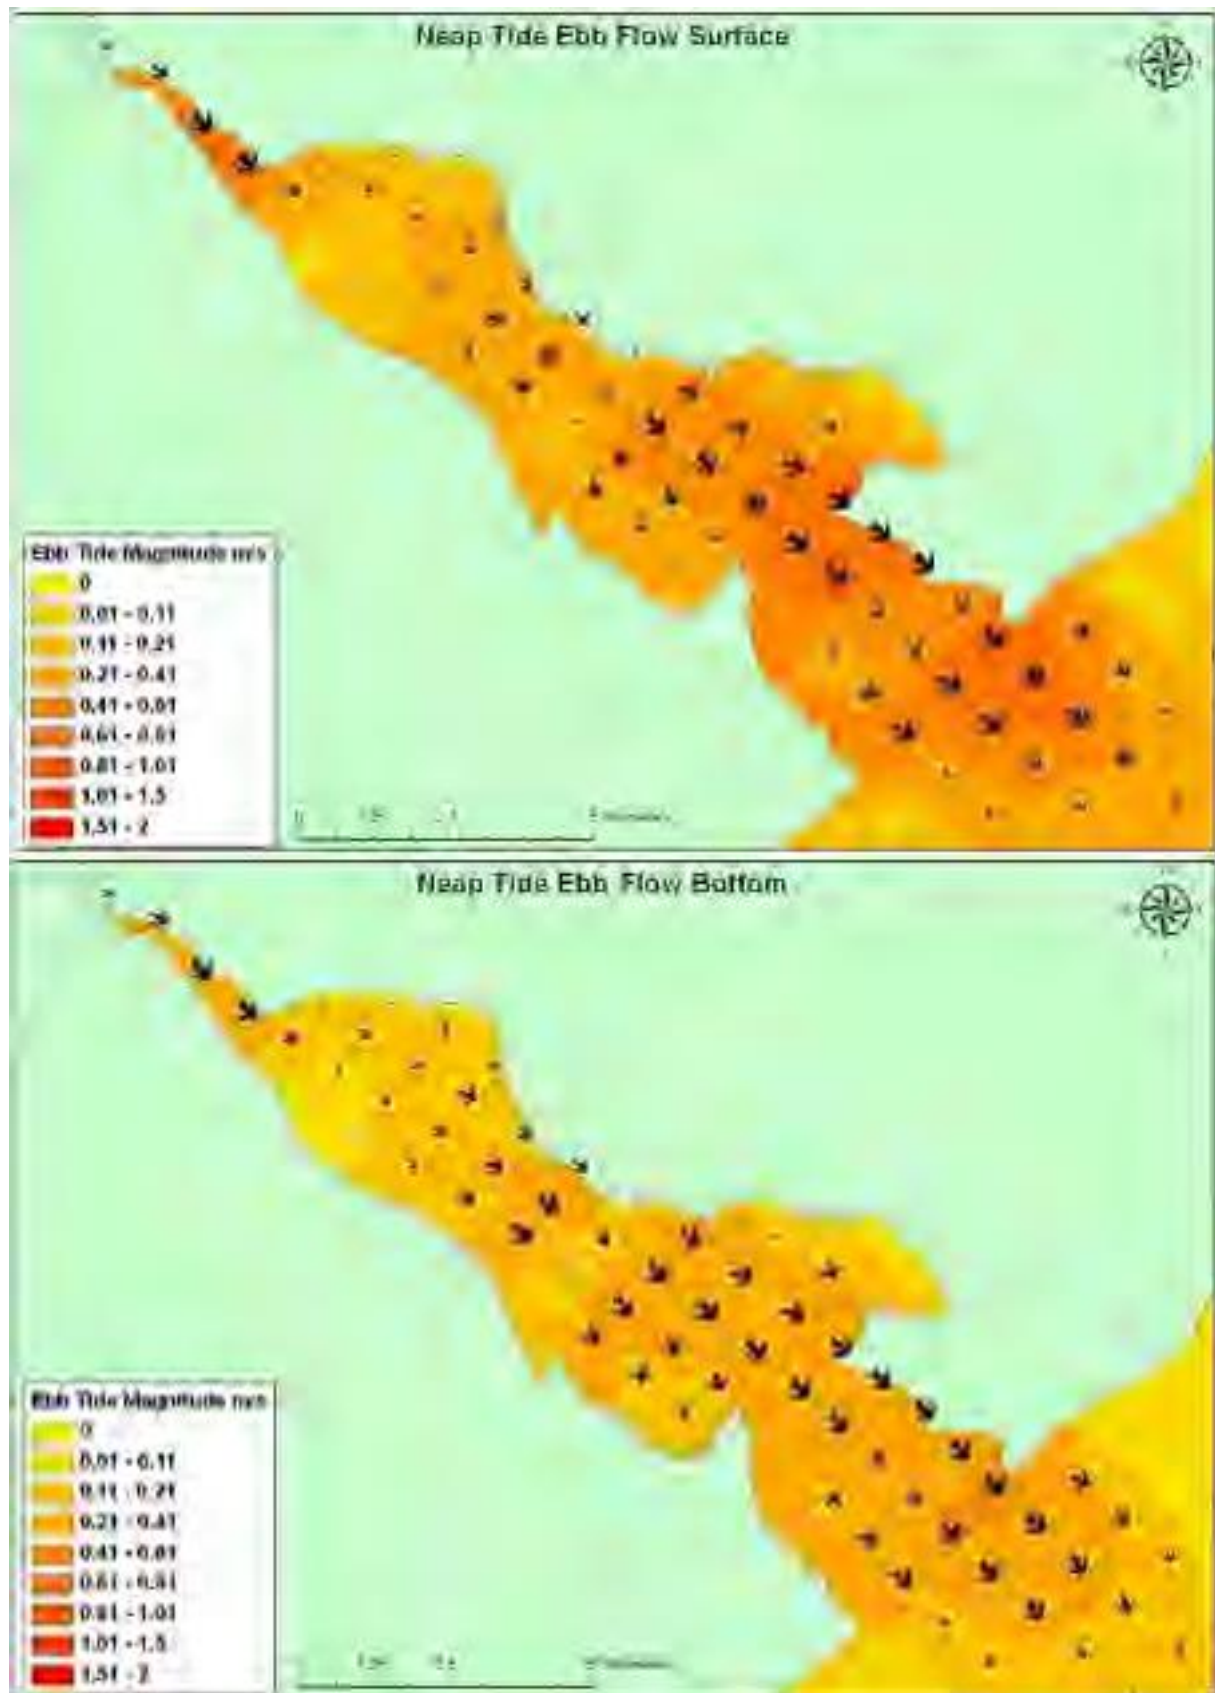 Neap Tide Ebb Flow Surface
Ebb Tide Magnitude m/s
0
0.01 - 0.11
0.11 - 0.21
0.21 - 0.41
0.41 - 0.61
0.61 - 0.81
0.81 - 1.01
1.01 - 1.5
1.51 - 2
0
Neap Tide Ebb Flow Bottom
Ebb Tide Magnitude m/s
0
0.01 - 0.11
0.11 - 0.21
0.21 - 0.41
0.41 - 0.61
0.61 - 0.81
0.81 - 1.01
1.01 - 1.5
1.51 - 2